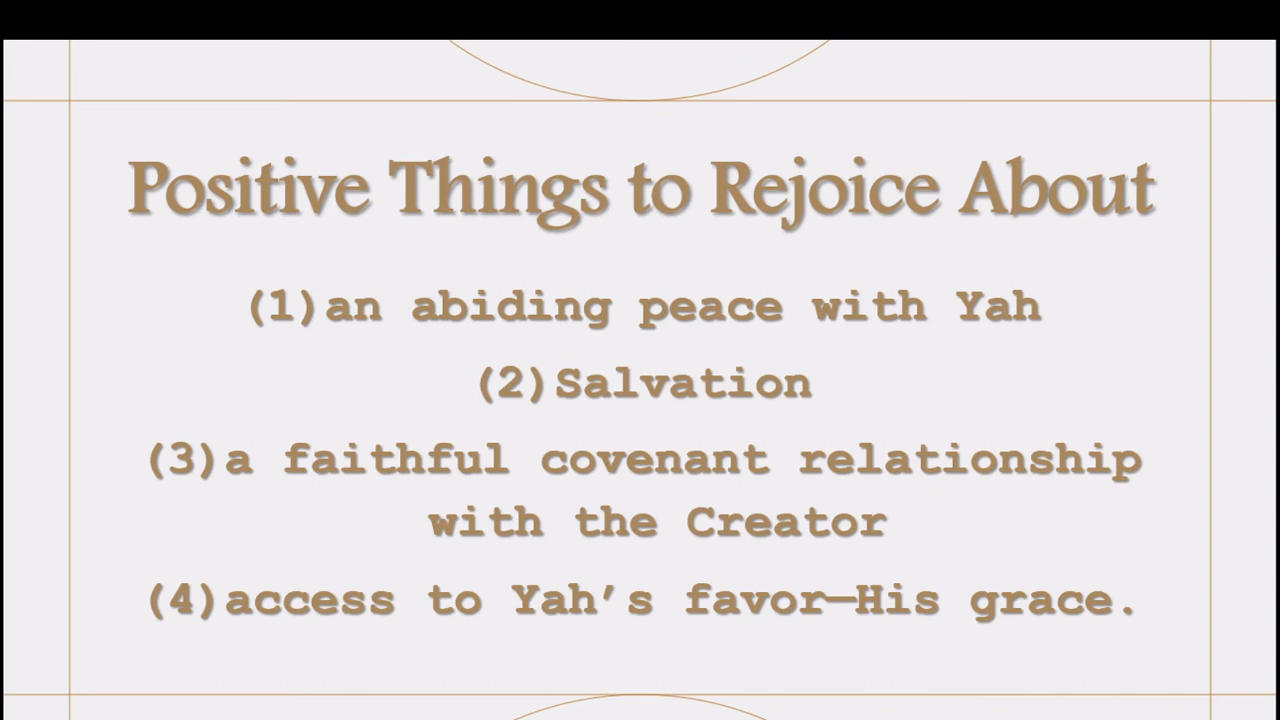 Positive Things to Rejoice About
(1)an abiding peace with Yah
(2)Salvation
(3)a faithful covenant relationship
with the Creator
(4)access to Yah’s favor—His grace.